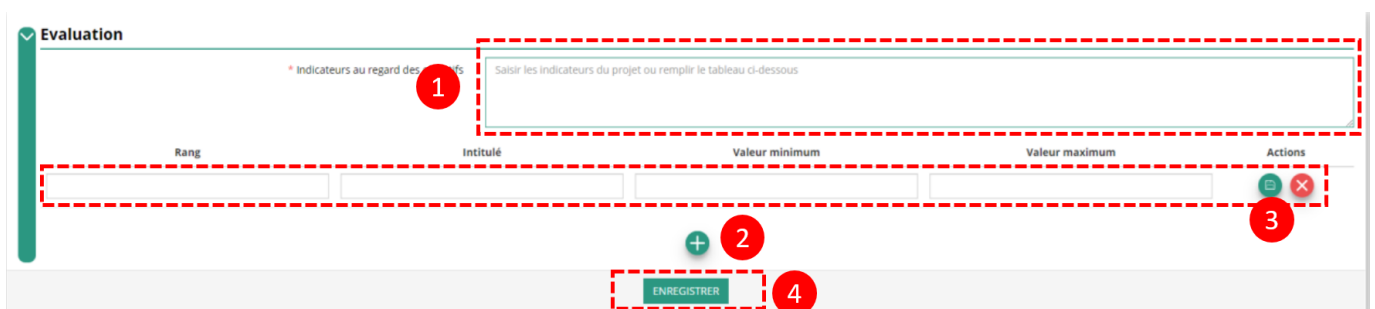 Evaluation
* Indicateurs au regard des
Saisir les indicateurs du projet ou remplir le tableau ci-dessous
1
Rang Intitulé Valeur minimum Valeur maximum Actions
3
2
ENREGISTRER
4